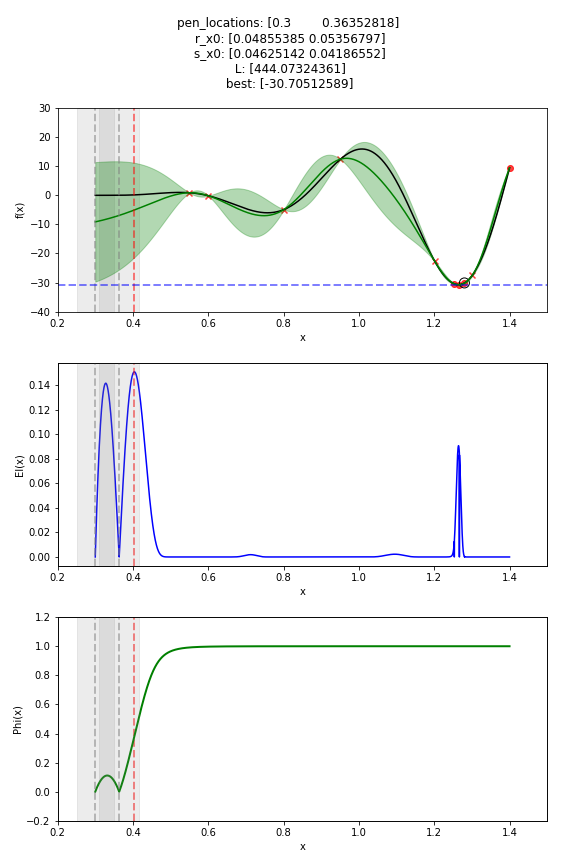 pen_locations: [0.3 0.36352818]
r_x0: [0.04855385 0.05356797]
s_x0: [0.04625142 0.04186552]
L: [444.07324361]
best: [-30.70512589]
30
20
10
0
−10
−20
−30
−40
f(x)
0.2 0.4 0.6 0.8 1.0 1.2 1.4
x
0.14
0.12
0.10
0.08
0.06
0.04
0.02
0.00
EI(x)
0.2 0.4 0.6 0.8 1.0 1.2 1.4
x
1.2
1.0
0.8
0.6
0.4
0.2
0.0
−0.2
Phi(x)
0.2 0.4 0.6 0.8 1.0 1.2 1.4
x